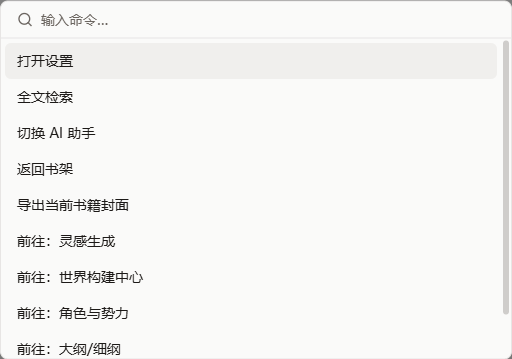 输入命令...
打开设置
全文检索
切换 AI 助手
返回书架
导出当前书籍封面
前往：灵感生成
前往：世界构建中心
前往：角色与势力
前往：大纲/细纲